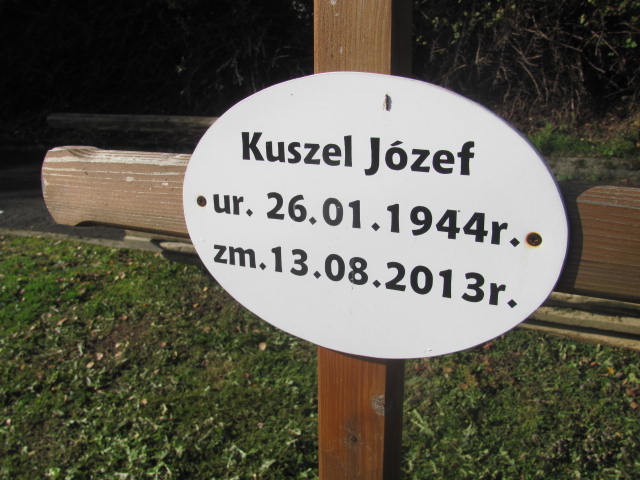 Kuszel Józef
ur. 26.01.1944r.
zm.13.08.2013r.